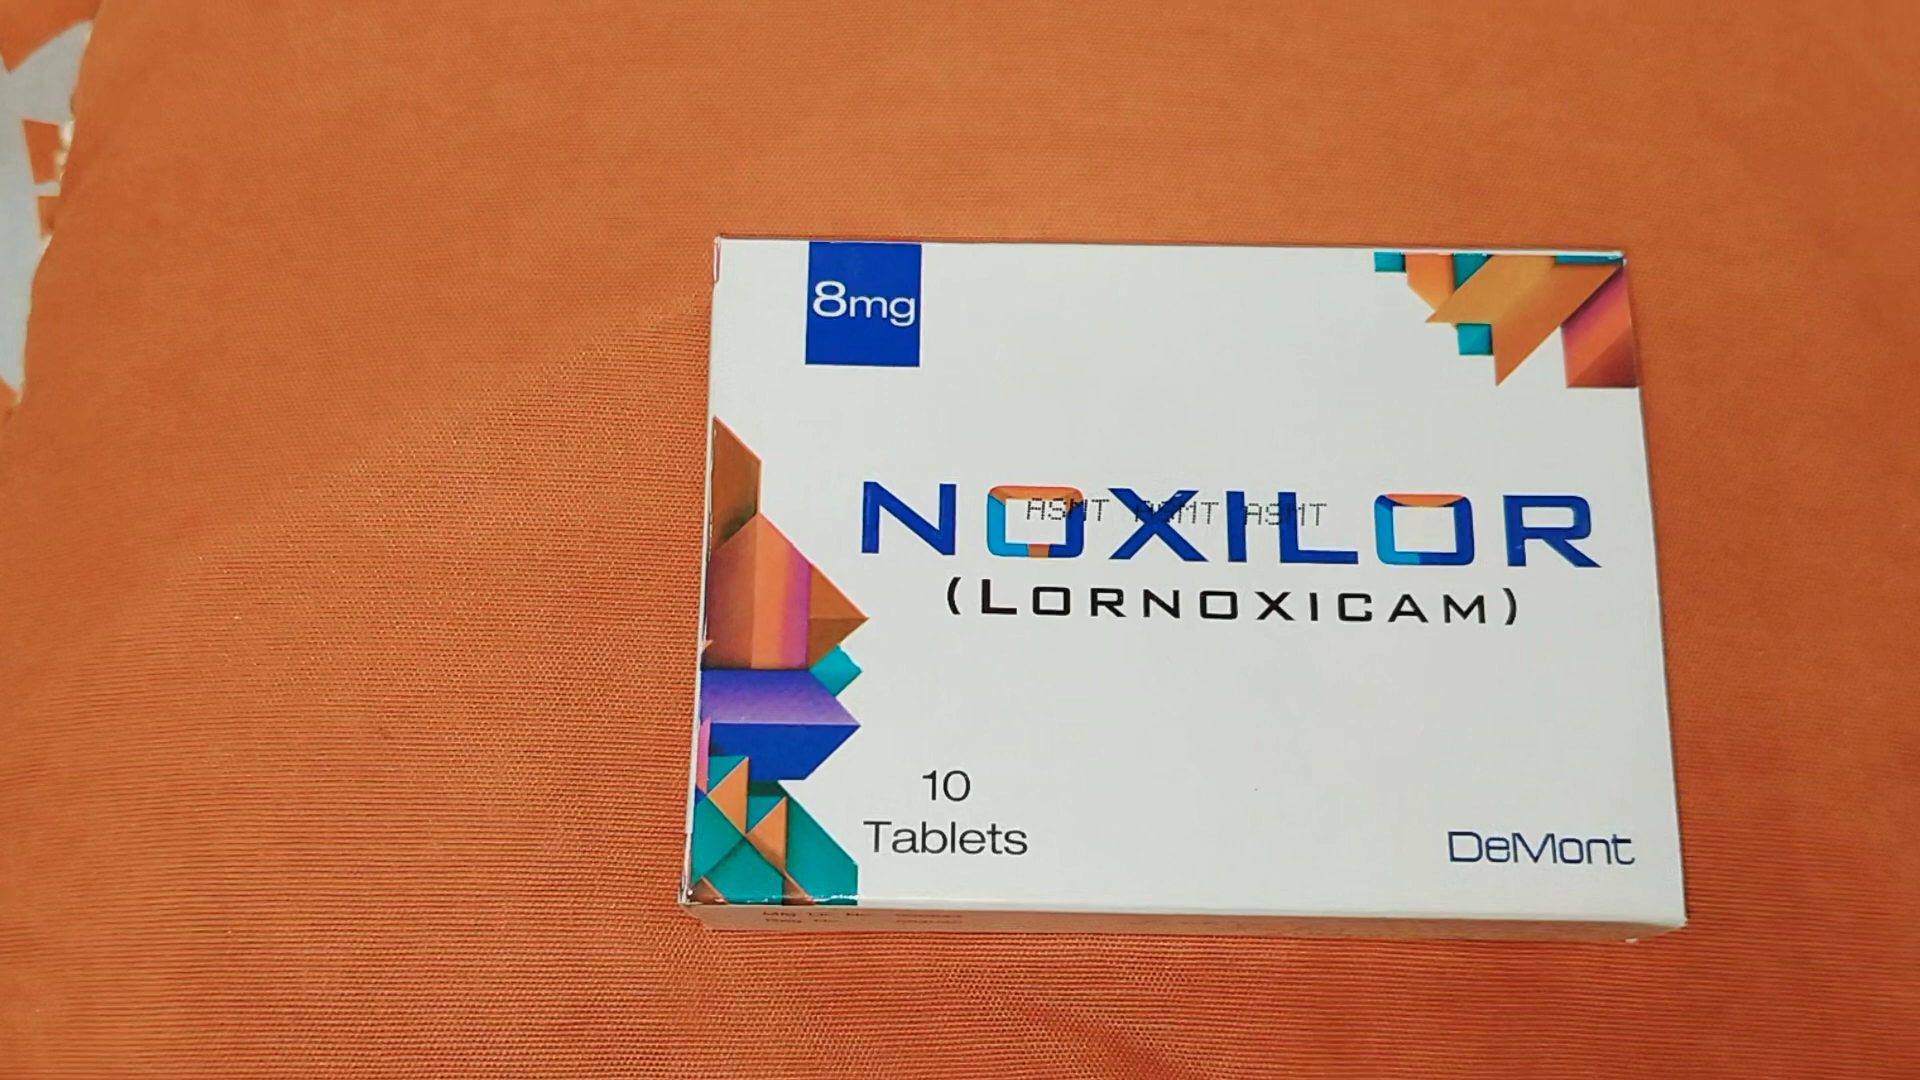 8mg
ASMT ASMT ASMT
NOXILOR
(LORNOXICAM)
10
Tablets
DeMont